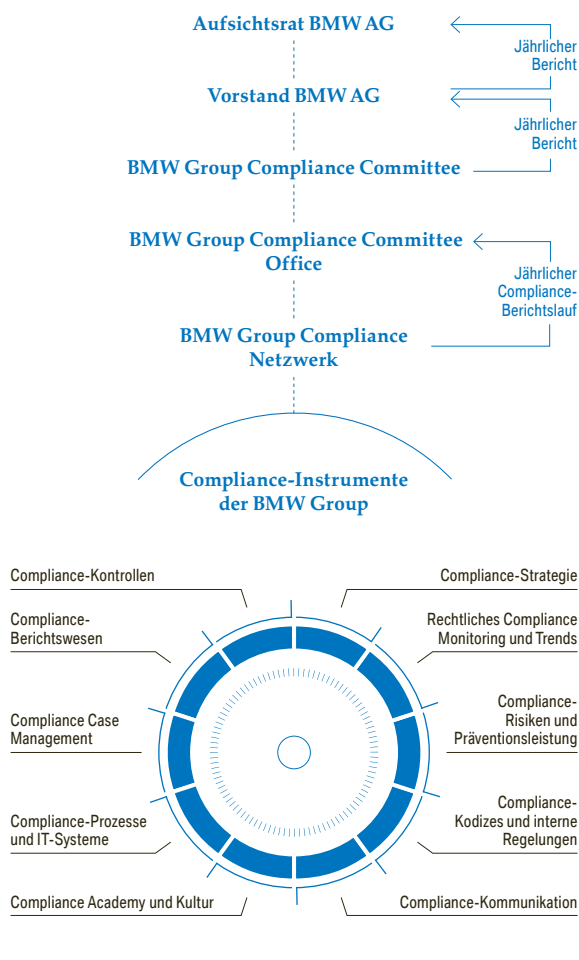 Aufsichtsrat BMW AG
Jährlicher
Bericht
Vorstand BMW AG
Jährlicher
Bericht
BMW Group Compliance Committee
BMW Group Compliance Committee
Office
Jährlicher
Compliance-
Berichtslauf
BMW Group Compliance
Netzwerk
Compliance-Instrumente
der BMW Group
Compliance-Kontrollen
Compliance-Strategie
Compliance-
Berichtswesen
Rechtliches Compliance
Monitoring und Trends
Compliance Case
Management
Compliance-
Risiken und
Präventionsleistung
Compliance-Prozesse
und IT-Systeme
Compliance-
Kodizes und interne
Regelungen
Compliance Academy und Kultur
Compliance-Kommunikation